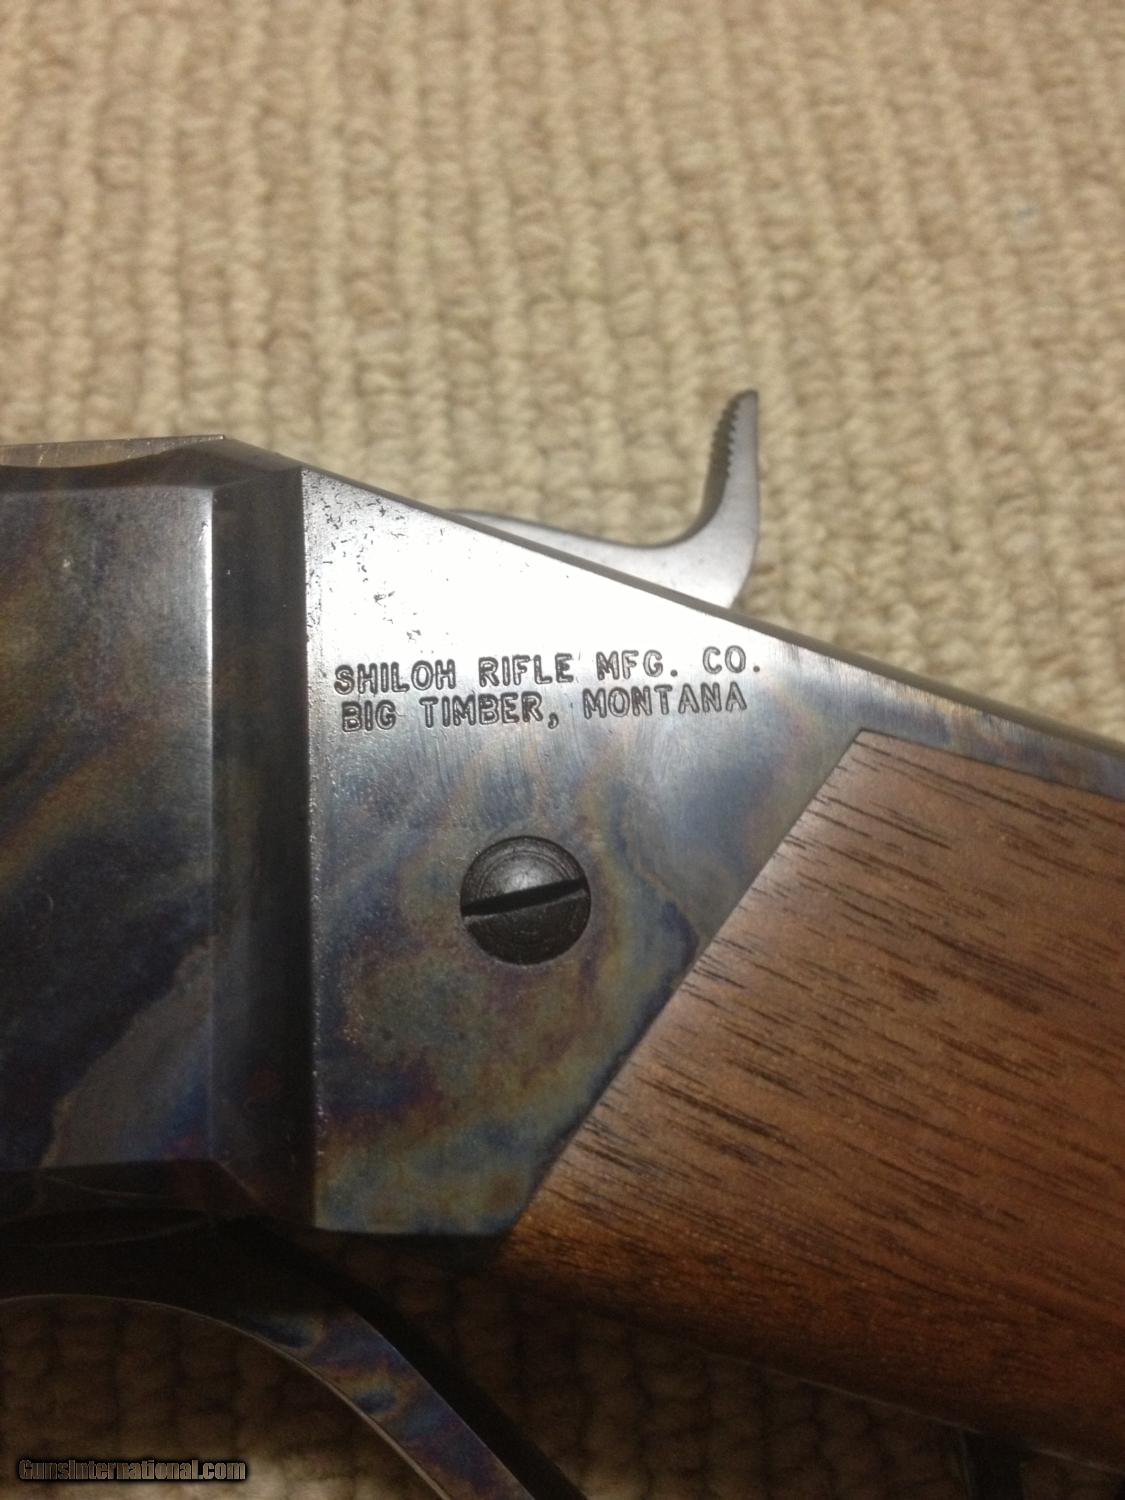 SHILOH RIFLE MFG. CO.
BIG TIMBER, MONTANA
GunsInternational.com